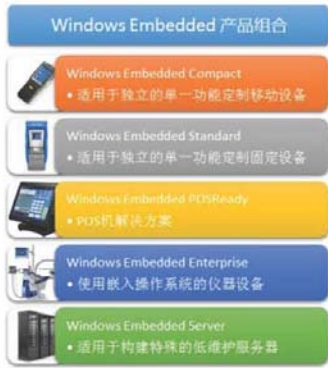 Windows Embedded 产品组合
Windows Embedded Compact
• 适用于独立的单一功能定制移动设备
Windows Embedded Standard
• 适用于独立的单一功能定制固定设备
Windows Embedded POSReady
• POS机解决方案
Windows Embedded Enterprise
• 使用嵌入操作系统的仪器设备
Windows Embedded Server
• 适用于构建特殊的低维护服务器